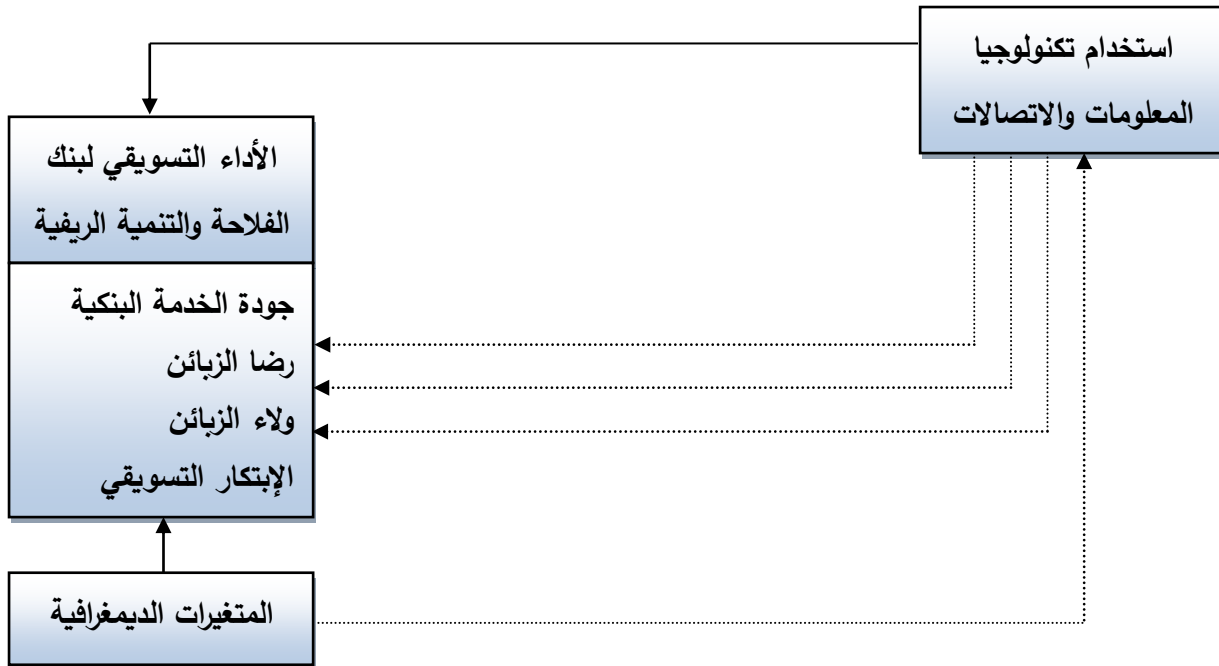 استخدام تكنولوجيا
المعلومات والاتصالات
الأداء التسويقي لبنك
الفلاحة والتنمية الريفية
جودة الخدمة البنكية
رضا الزبائن
ولاء الزبائن
الإبتكار التسويقي
المتغيرات الديمغرافية